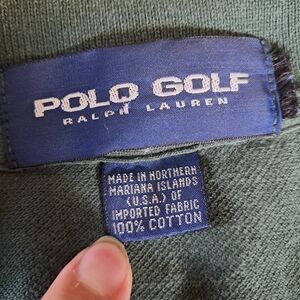 POLO GOLF
RALPH LAUREN
MADE IN NORTHERN
MARIANA ISLANDS
(U.S.A.) OF
IMPORTED FABRIC
100% COTTON